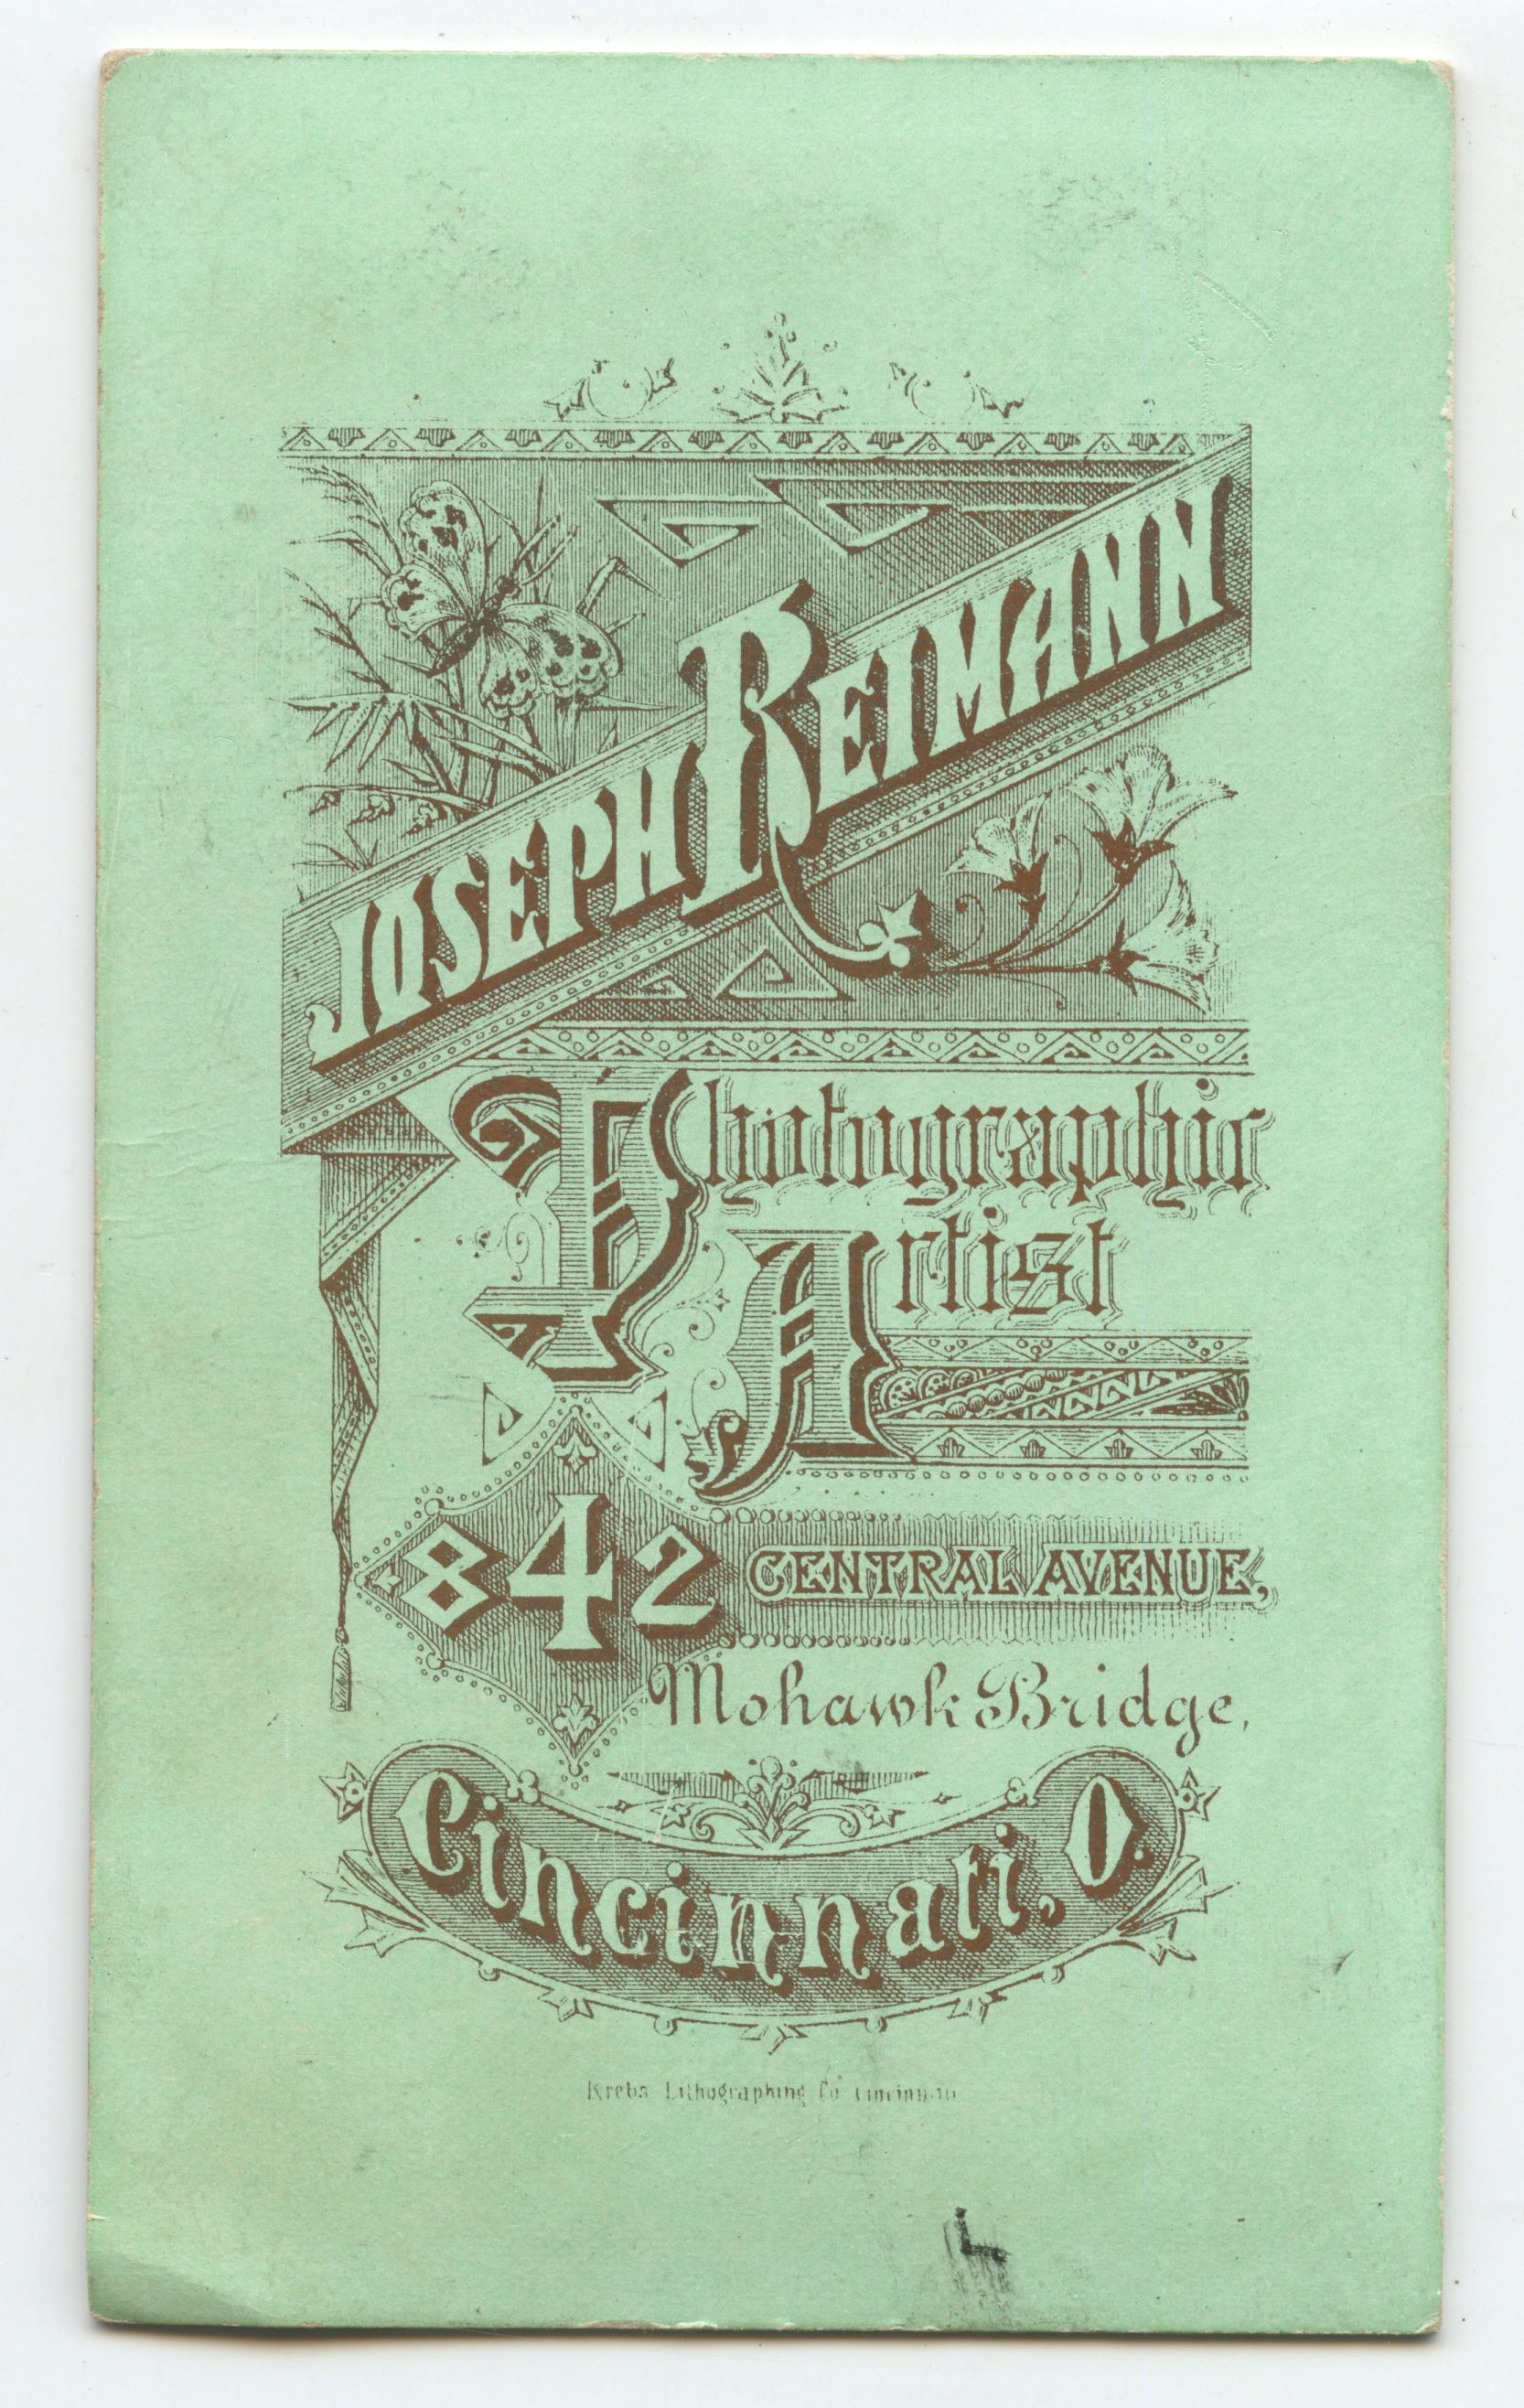 JOSEPH REIMANN
Photographic
Artist
842 CENTRAL AVENUE,
Mohawk Bridge,
Cincinnati, O.
Krebs Lithographing Co Cincinnati